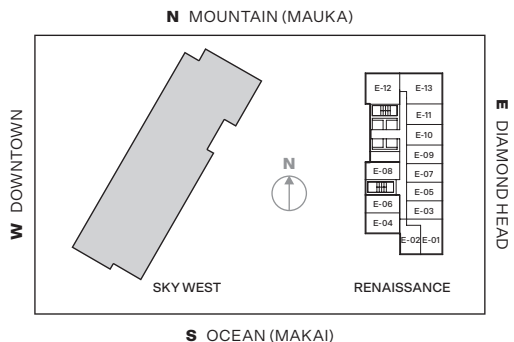 N MOUNTAIN (MAUKA)
W DOWNTOWN
E DIAMOND HEAD
N
E-12 E-13
E-11
E-10
E-09
E-08 E-07
E-05
E-06 E-03
E-04
E-02 E-01
SKY WEST RENAISSANCE
S OCEAN (MAKAI)